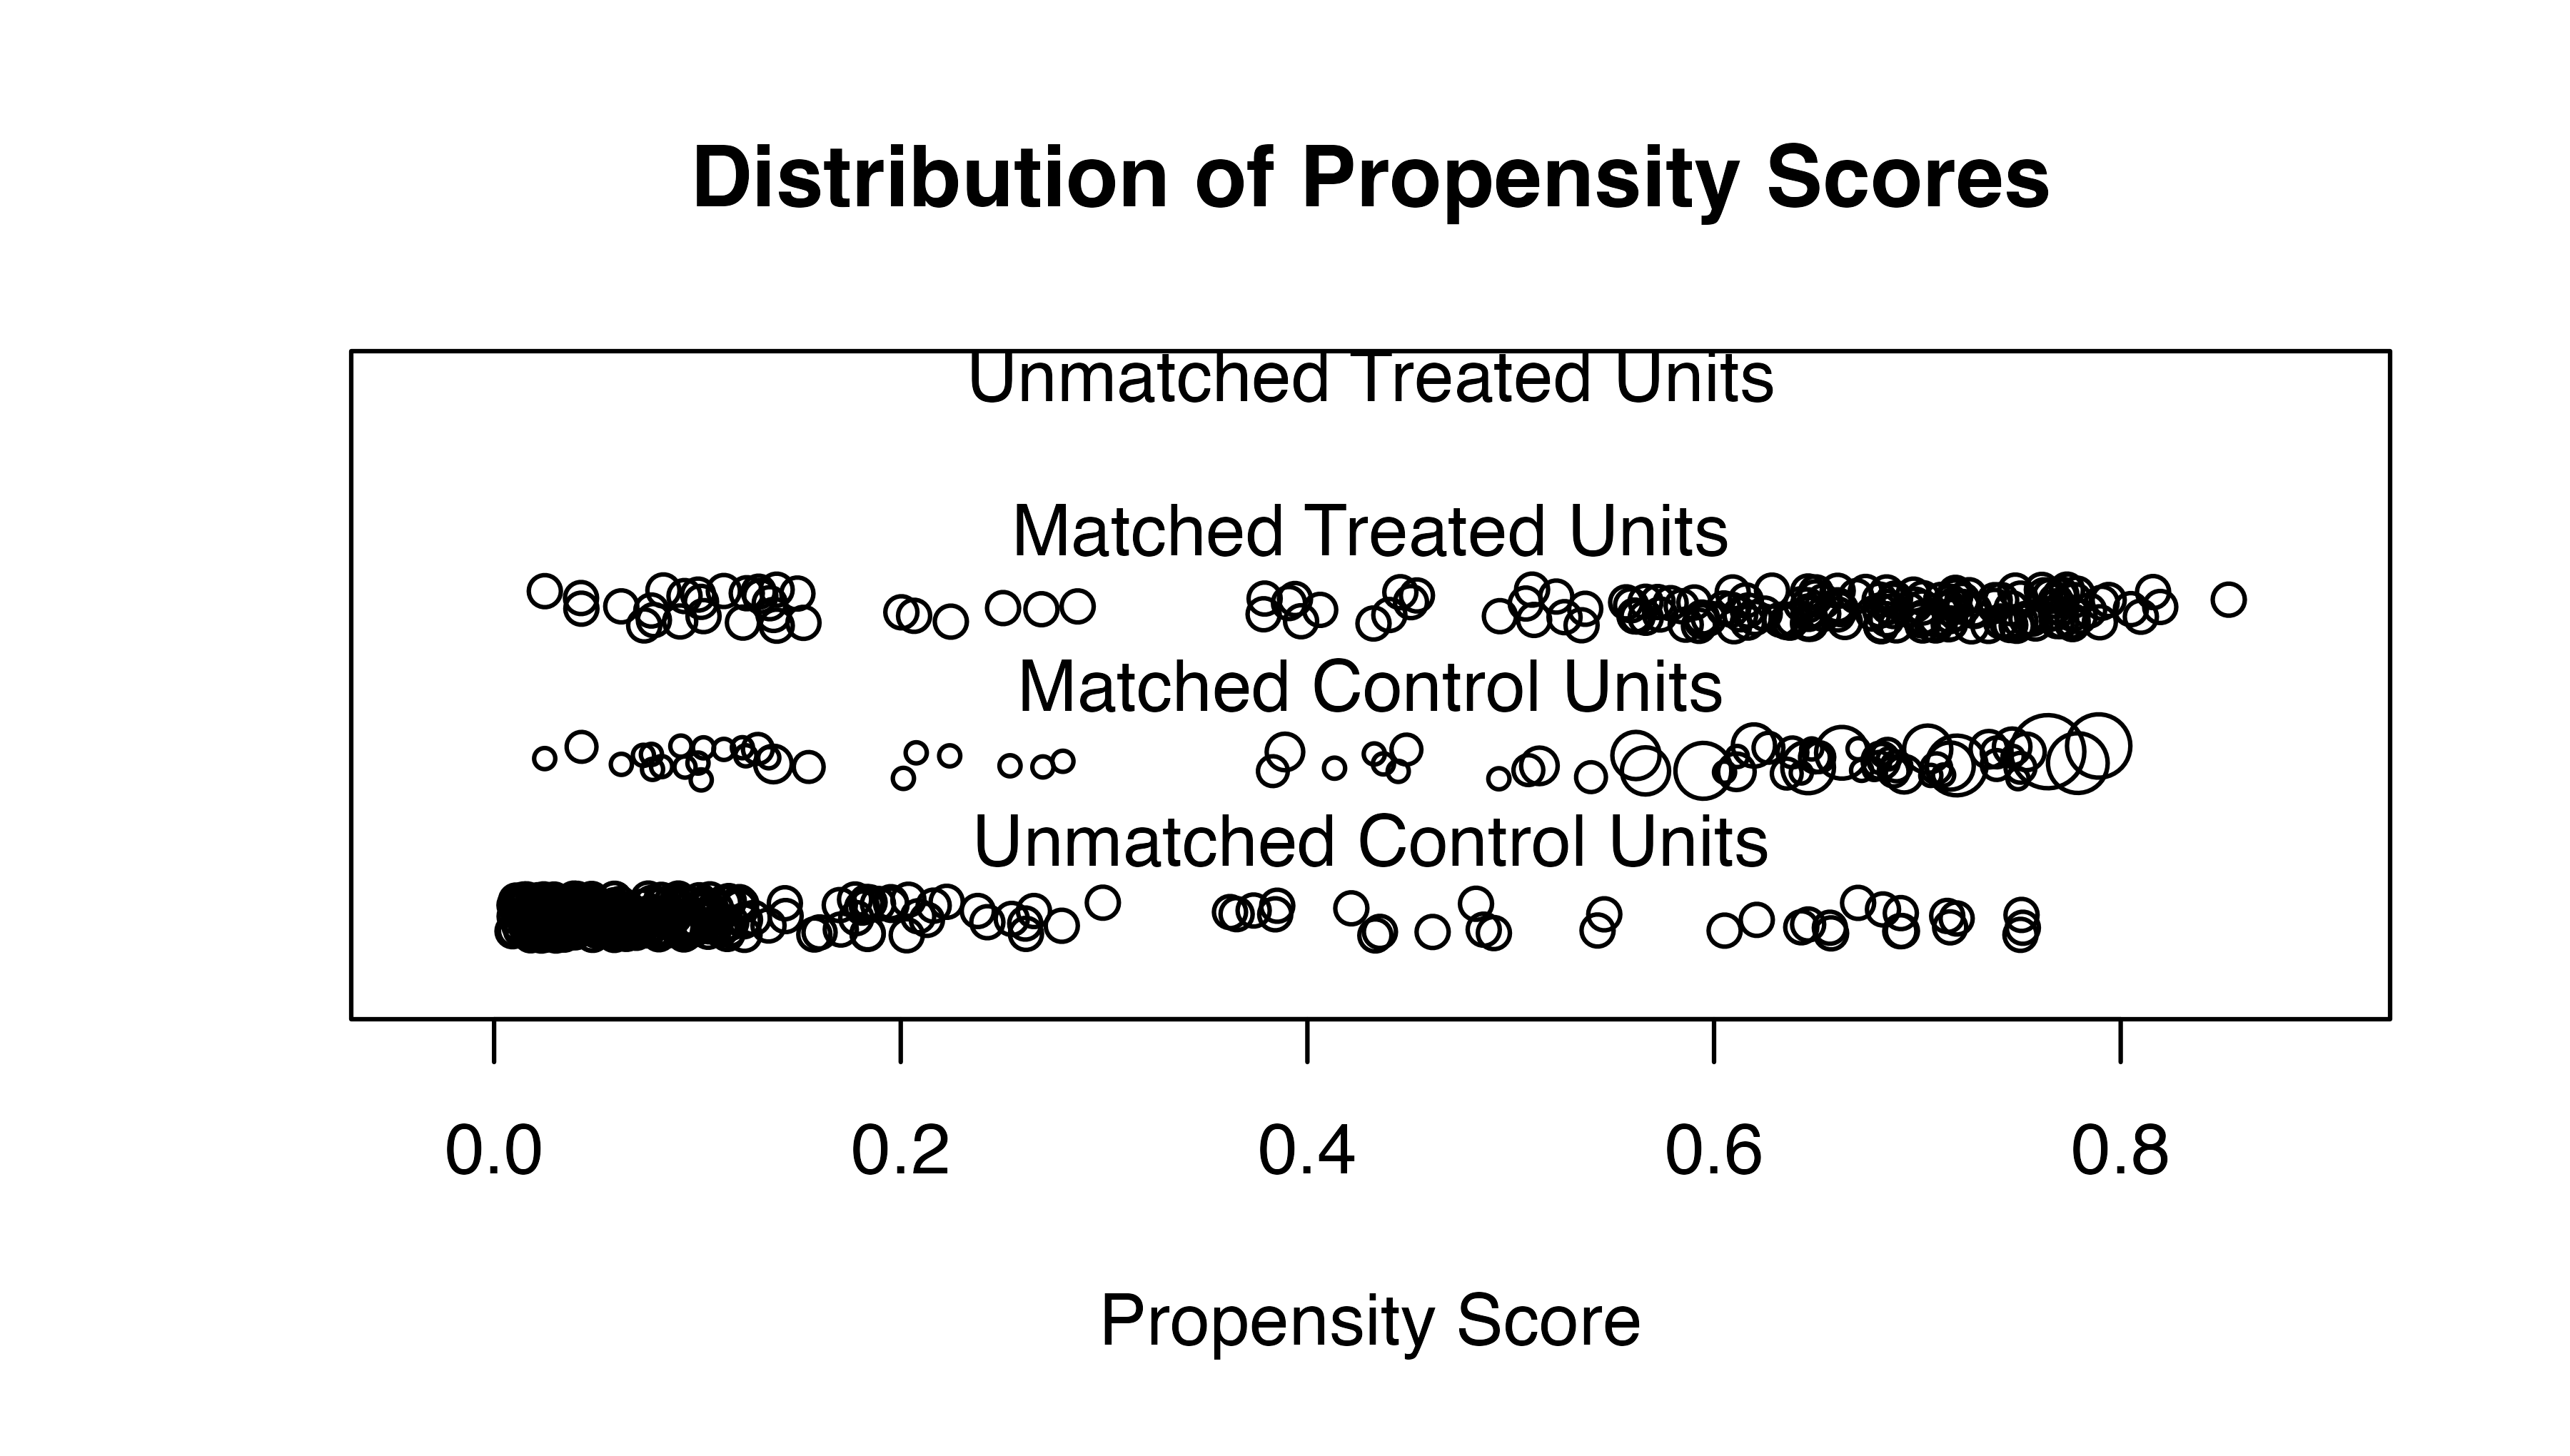 Distribution of Propensity Scores
Unmatched Treated Units
Matched Treated Units
Matched Control Units
Unmatched Control Units
0.0 0.2 0.4 0.6 0.8
Propensity Score